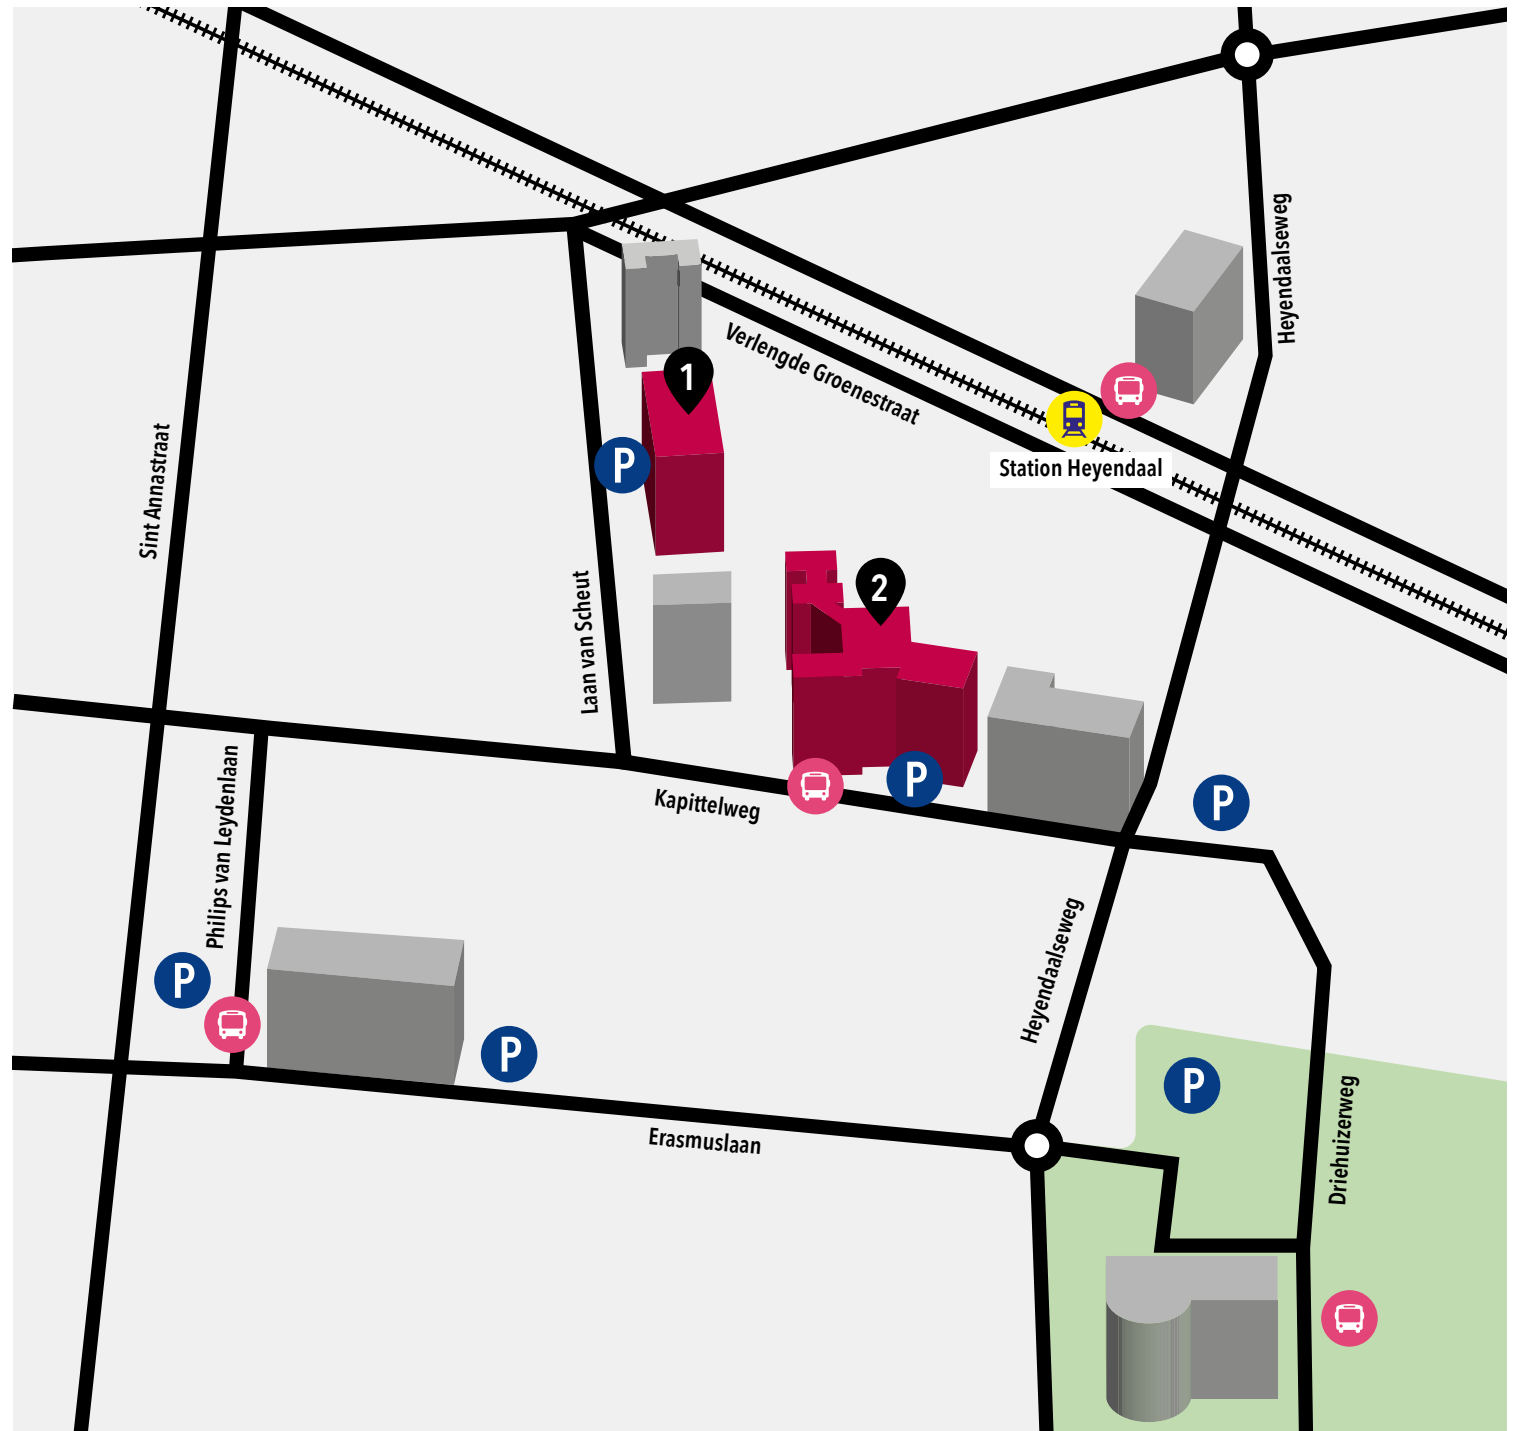 Heyendaalseweg
1
Verlengde Groenestraat
P
Station Heyendaal
Sint Annastraat
2
Laan van Scheut
P
P
Kapittelweg
Philips van Leydenlaan
P
Heyendaalseweg
P
P
Erasmuslaan
Driehuizerweg